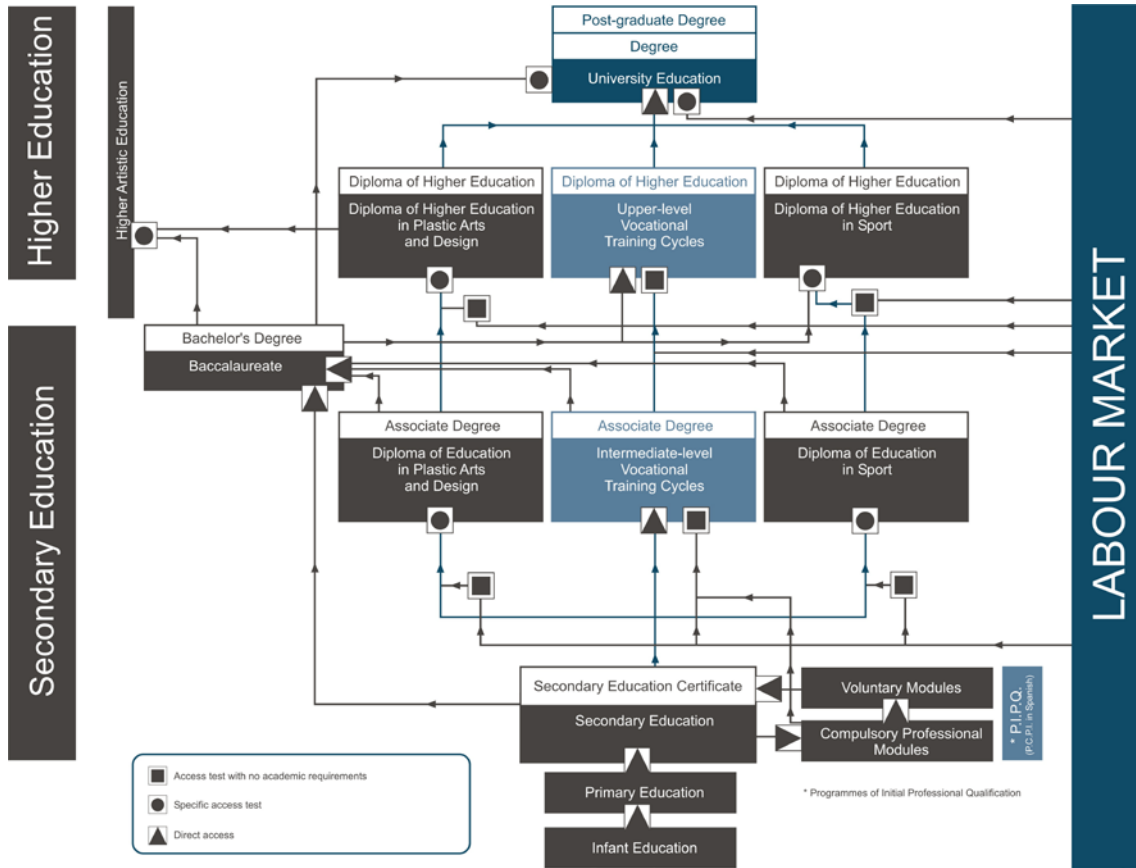 Higher Education
Secondary Education
Higher Artistic Education
Post-graduate Degree
Degree
University Education
Diploma of Higher Education
Diploma of Higher Education
in Plastic Arts
and Design
Diploma of Higher Education
Upper-level
Vocational
Training Cycles
Diploma of Higher Education
Diploma of Higher Education
in Sport
Bachelor's Degree
Baccalaureate
Associate Degree
Diploma of Education
in Plastic Arts
and Design
Associate Degree
Intermediate-level
Vocational
Training Cycles
Associate Degree
Diploma of Education
in Sport
Secondary Education Certificate
Secondary Education
Primary Education
Infant Education
Voluntary Modules
Compulsory Professional
Modules
* P.I.P.Q.
(P.C.P.I. in Spanish)
* Programmes of Initial Professional Qualification
Access test with no academic requirements
Specific access test
Direct access
LABOUR MARKET